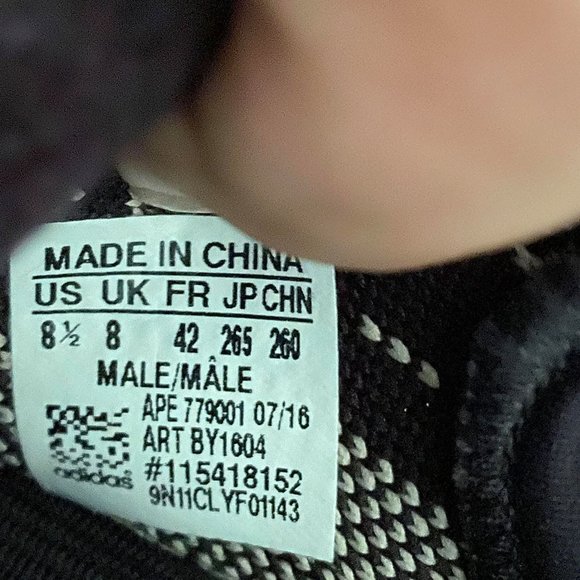 MADE IN CHINA
US UK FR JP CHN
8½ 8 42 265 260
MALE/MÂLE
APE 779001 07/16
ART BY1604
#115418152
adidas
9N11CLYF01143